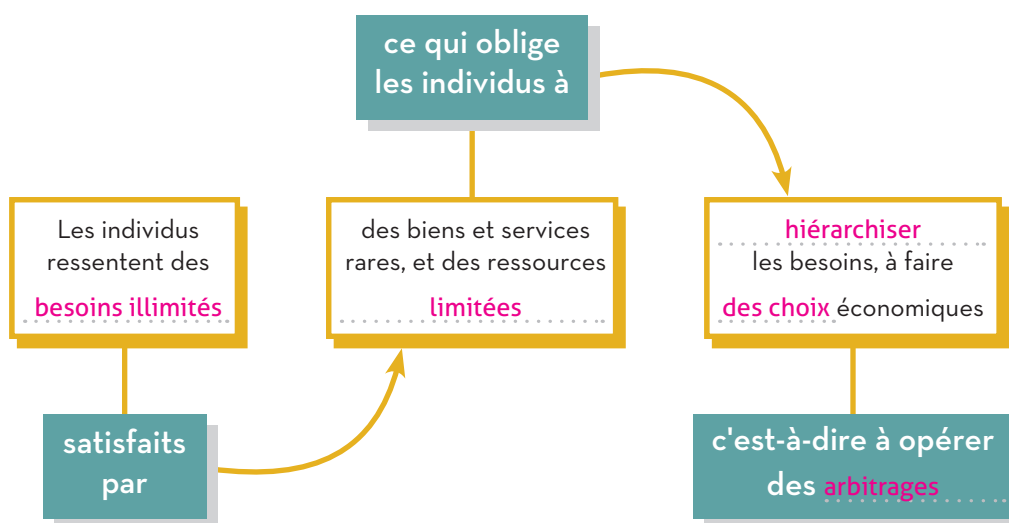 Les individus
ressentent des
besoins illimités
satisfaits
par
des biens et services
rares, et des ressources
limitées
ce qui oblige
les individus à
hiérarchiser
les besoins, à faire
des choix économiques
c'est-à-dire à opérer
des arbitrages